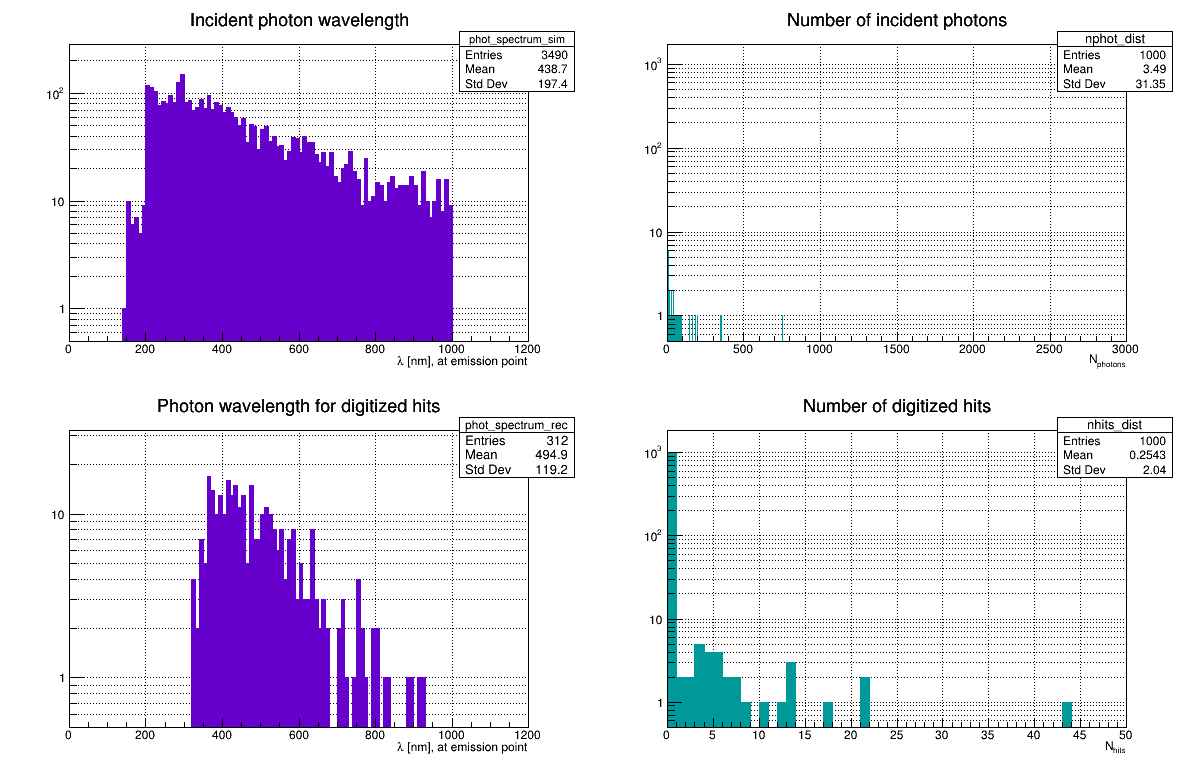 Incident photon wavelength
phot_spectrum_sim
Entries 3490
Mean 438.7
Std Dev 197.4
10²
10
1
0 200 400 600 800 1000 1200
λ [nm], at emission point
Number of incident photons
nphot_dist
Entries 1000
Mean 3.49
Std Dev 31.35
10³
10²
10
1
0 500 1000 1500 2000 2500 3000
Nphotons
Photon wavelength for digitized hits
phot_spectrum_rec
Entries 312
Mean 494.9
Std Dev 119.2
10
1
0 200 400 600 800 1000 1200
λ [nm], at emission point
Number of digitized hits
nhits_dist
Entries 1000
Mean 0.2543
Std Dev 2.04
10³
10²
10
1
0 5 10 15 20 25 30 35 40 45 50
Nhits